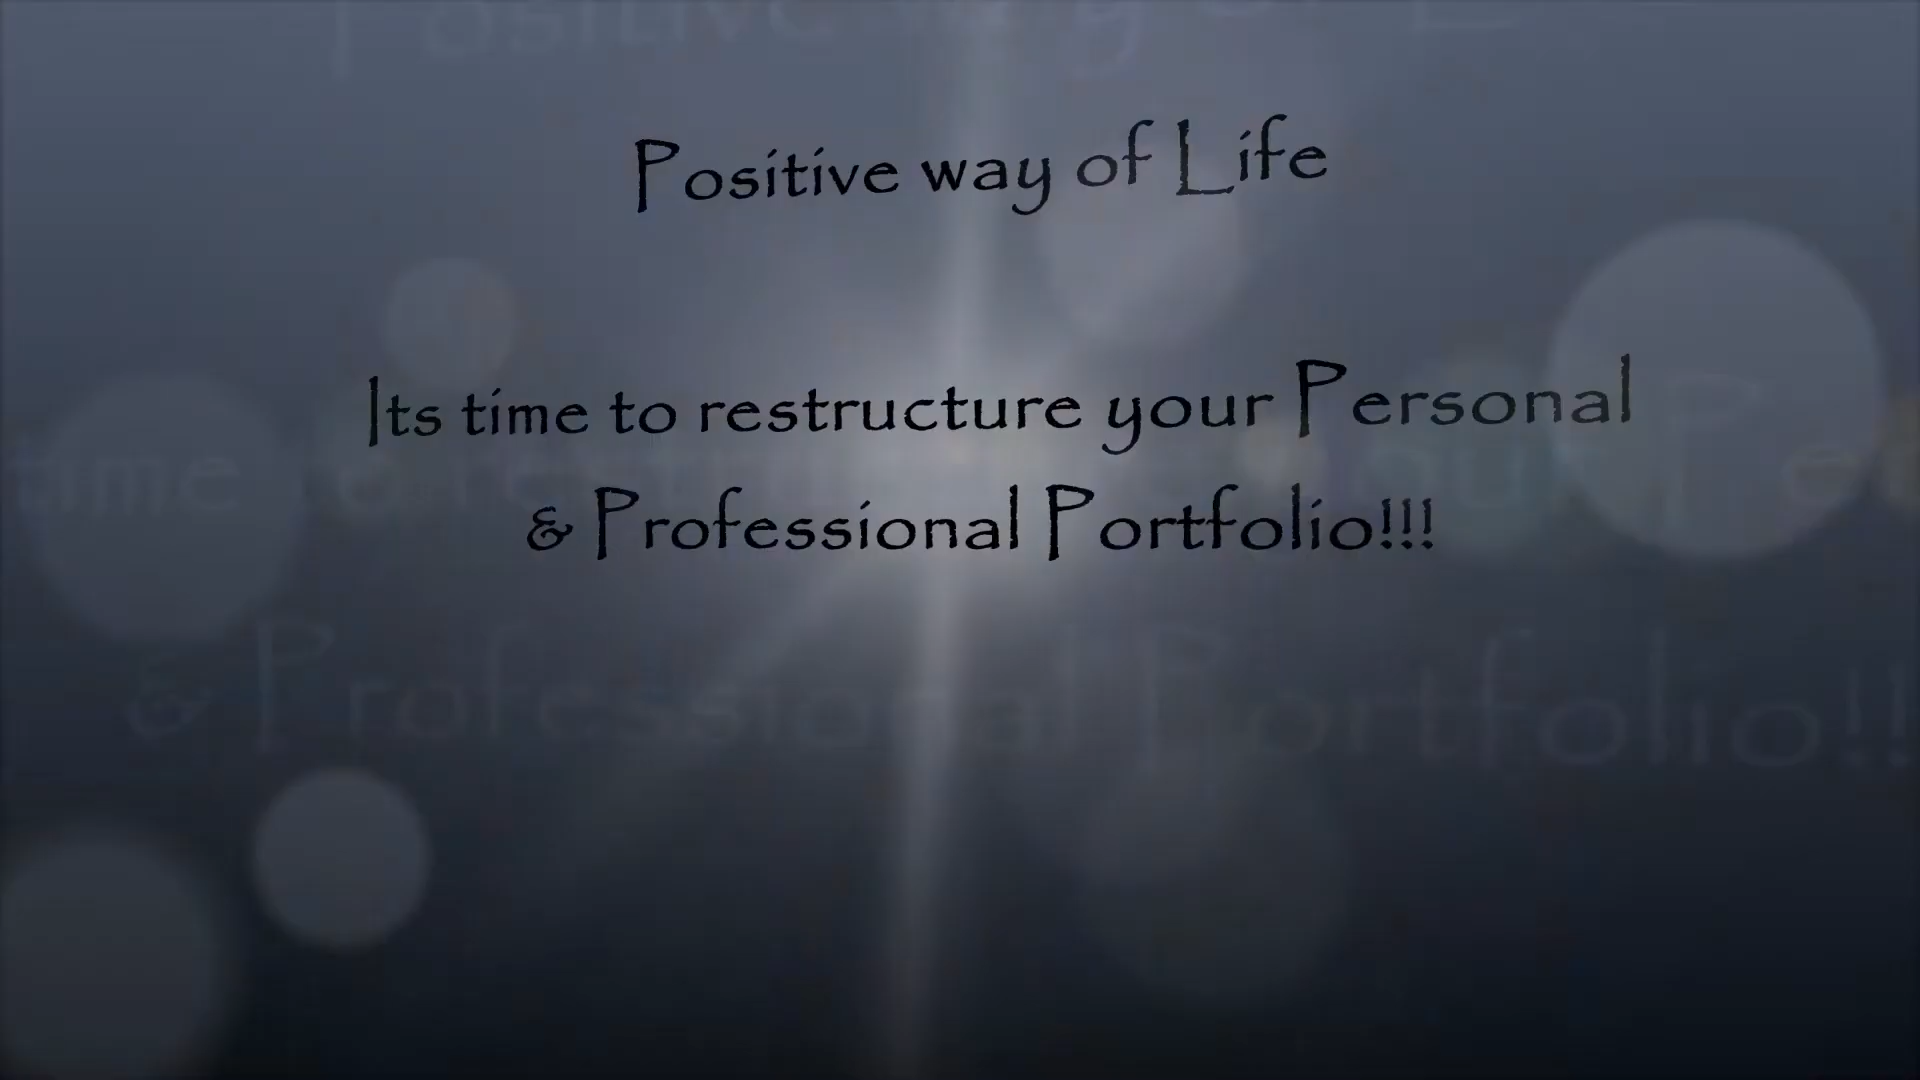 Positive way of Life
Its time to restructure your Personal
& Professional Portfolio!!!